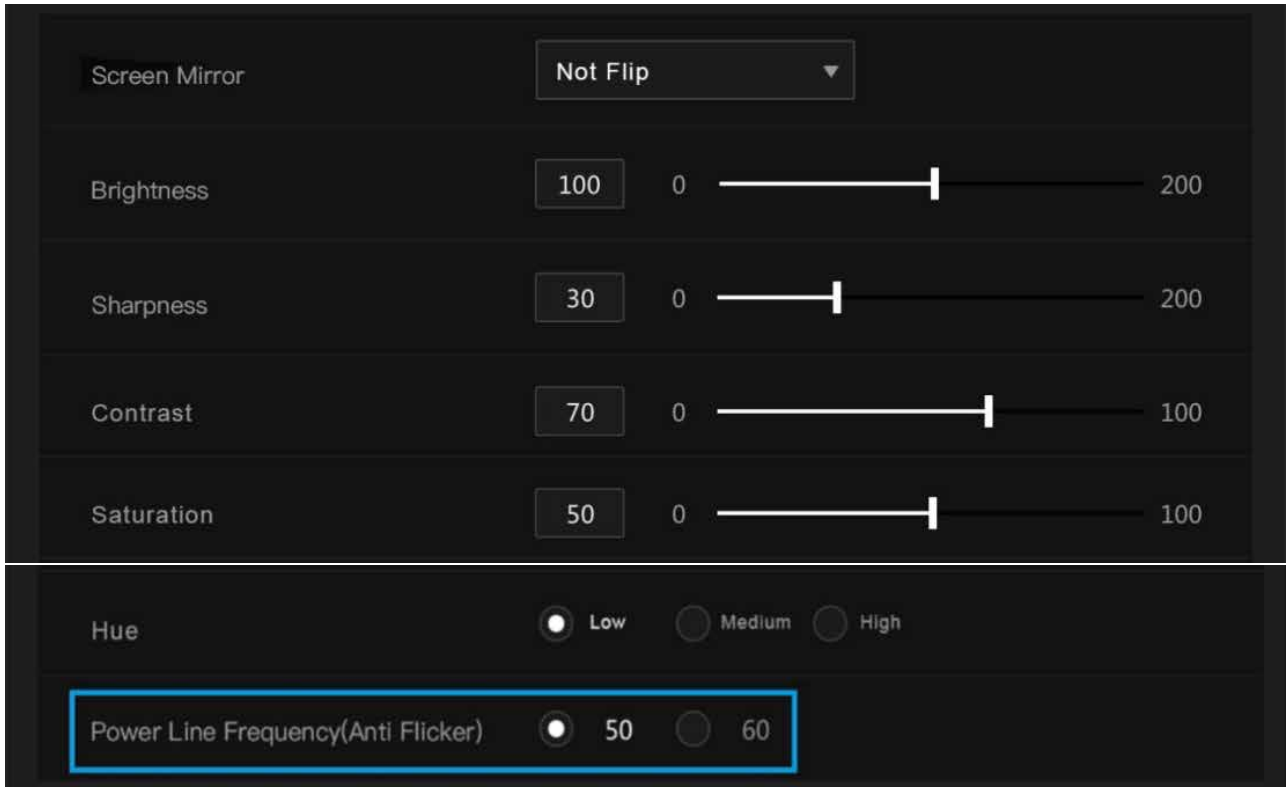 Screen Mirror Not Flip
Brightness 100 0 200
Sharpness 30 0 200
Contrast 70 0 100
Saturation 50 0 100
Hue Low Medium High
Power Line Frequency(Anti Flicker) 50 60